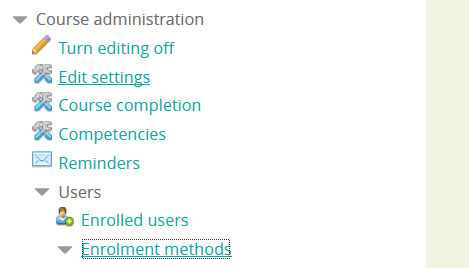 Course administration
Turn editing off
Edit settings
Course completion
Competencies
Reminders
Users
Enrolled users
Enrolment methods